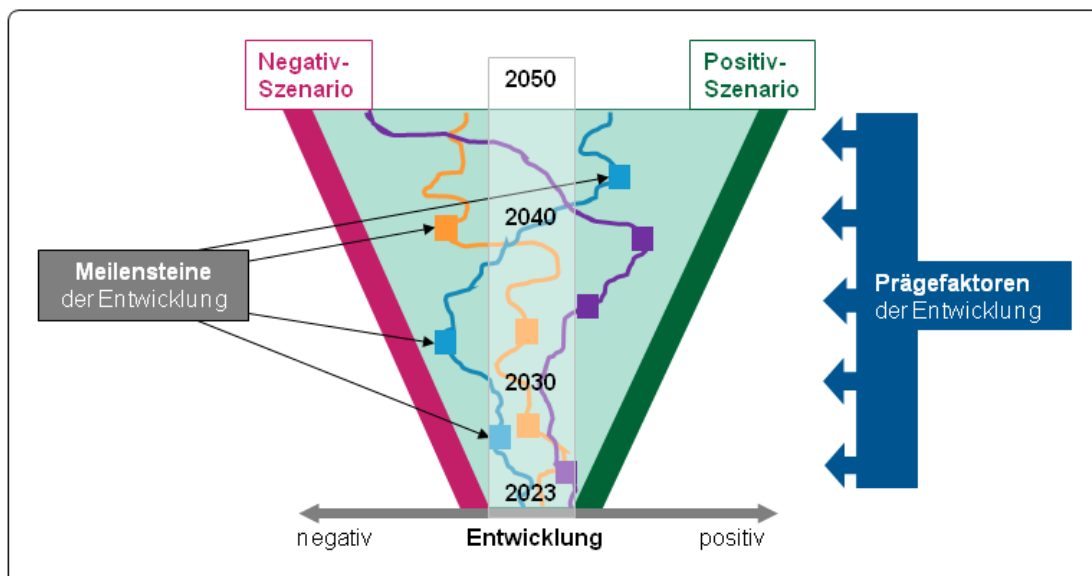 Negativ-
Szenario
2050
Positiv-
Szenario
2040
Meilensteine
der Entwicklung
Prägefaktoren
der Entwicklung
2030
2023
negativ
Entwicklung
positiv